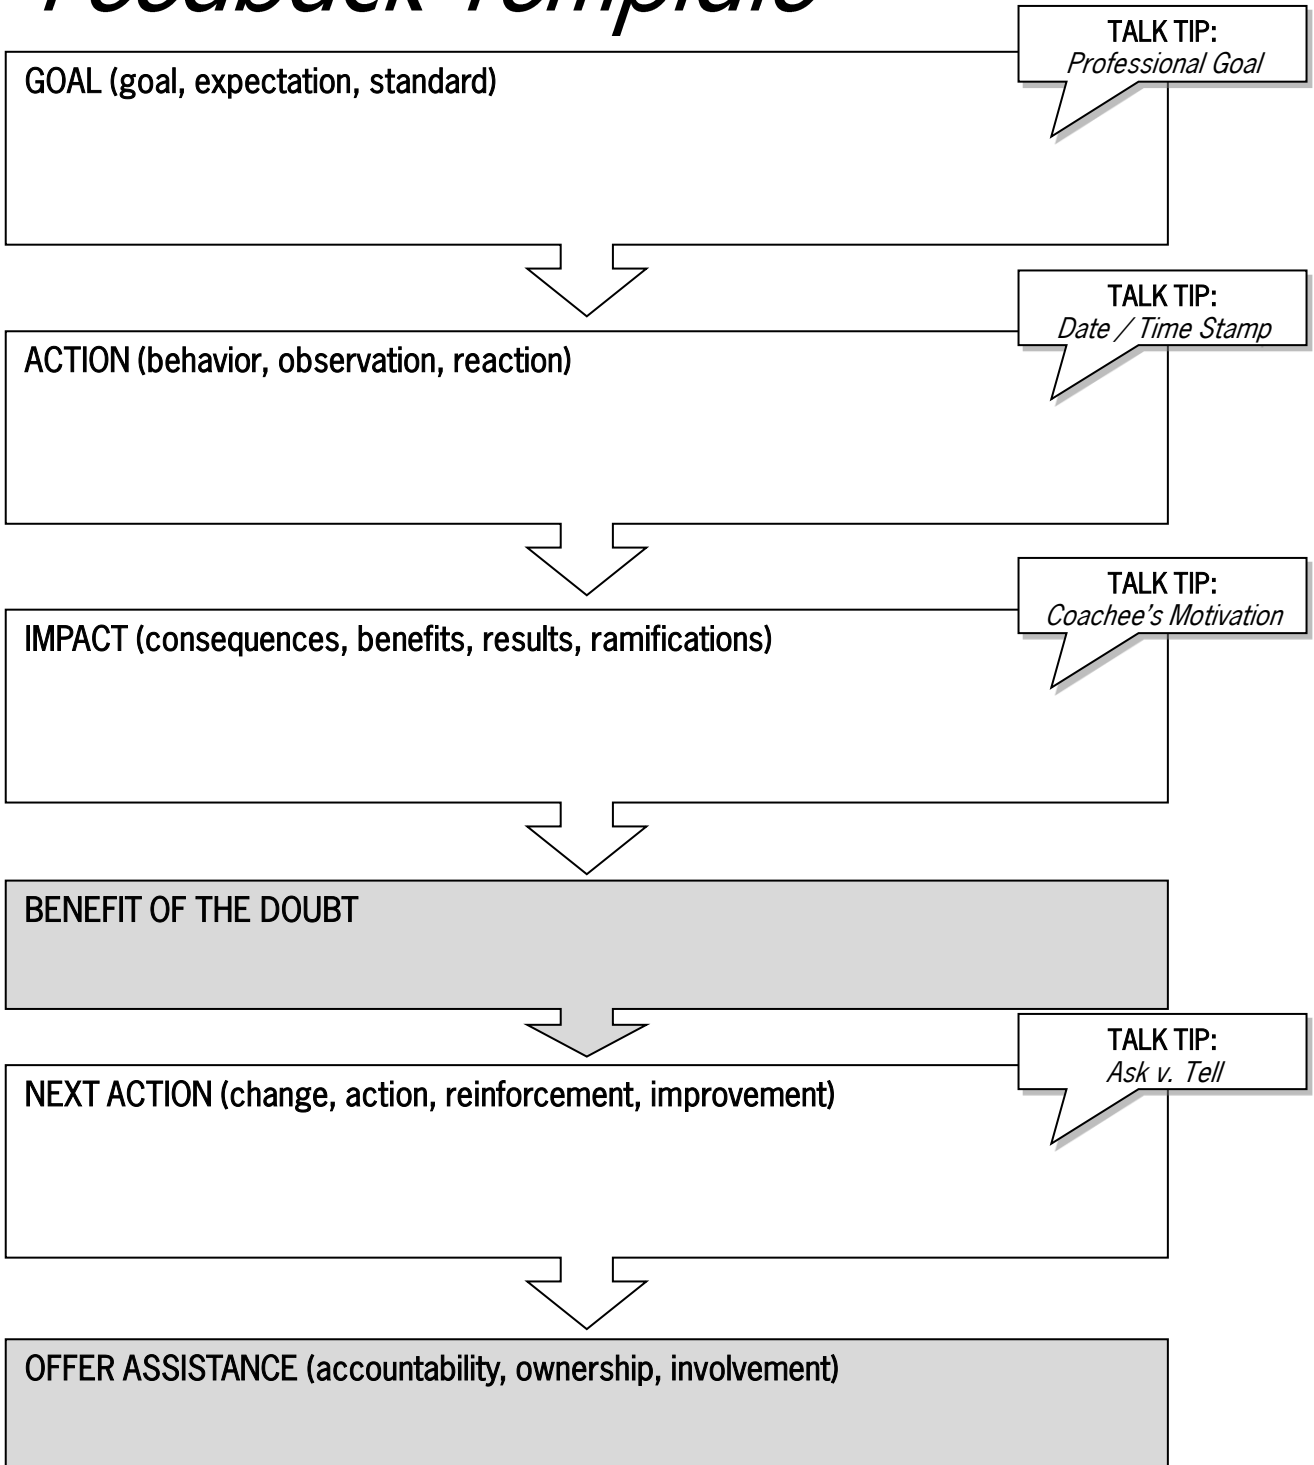 Feedback Template
TALK TIP:
Professional Goal
GOAL (goal, expectation, standard)
TALK TIP:
Date / Time Stamp
ACTION (behavior, observation, reaction)
TALK TIP:
Coachee's Motivation
IMPACT (consequences, benefits, results, ramifications)
BENEFIT OF THE DOUBT
TALK TIP:
Ask v. Tell
NEXT ACTION (change, action, reinforcement, improvement)
OFFER ASSISTANCE (accountability, ownership, involvement)